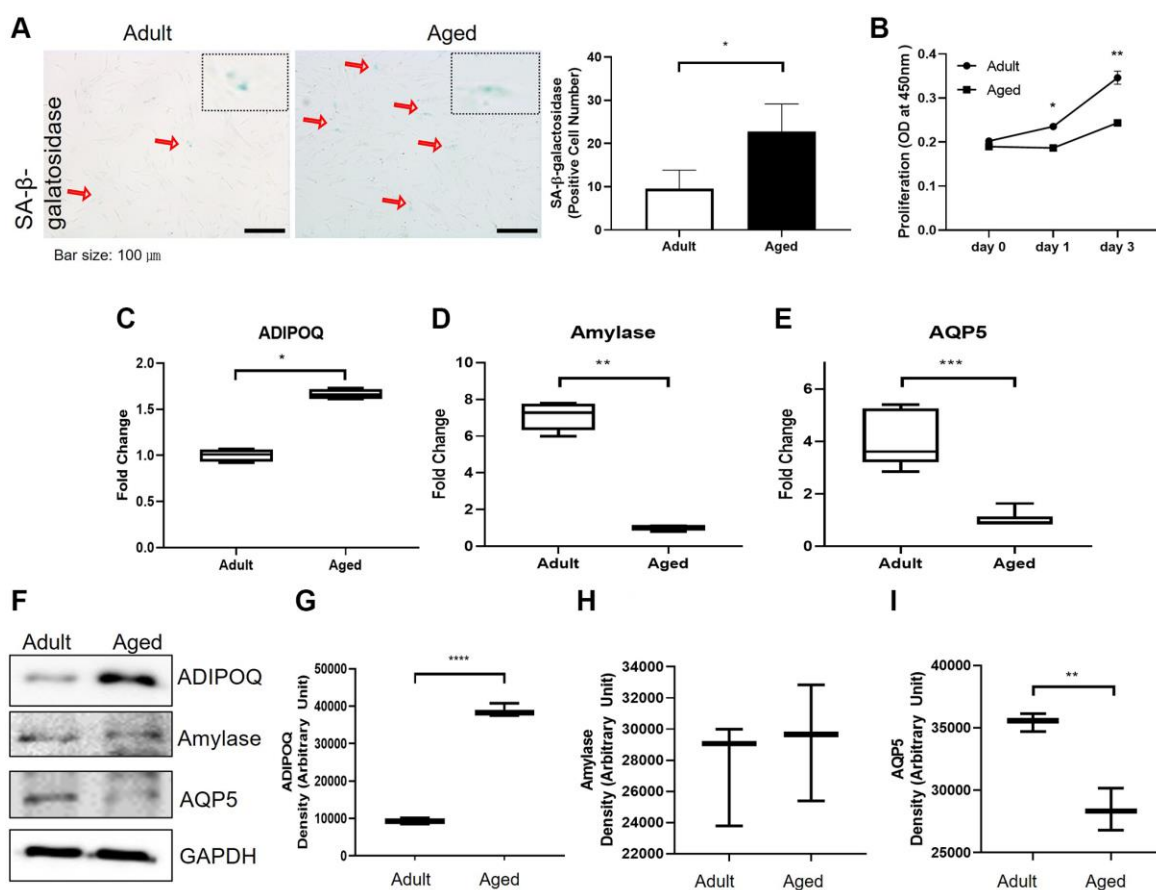 A
Adult
Aged
SA-β-
galatosidase
Bar size: 100 ㎛
*
SA-β-galactosidase
(Positive Cell Number)
40
30
20
10
0
Adult
Aged
B
Proliferation (OD at 450nm)
0.4
0.3
0.2
0.1
0.0
Adult
Aged
*
**
day 0
day 1
day 3
C
ADIPOQ
*
Fold Change
2.0
1.5
1.0
0.5
0.0
Adult
Aged
D
Amylase
**
Fold Change
10
8
6
4
2
0
Adult
Aged
E
AQP5
***
Fold Change
6
4
2
0
Adult
Aged
F
Adult
Aged
ADIPOQ
Amylase
AQP5
GAPDH
G
ADIPOQ
Density (Arbitrary Unit)
50000
40000
30000
20000
10000
0
****
Adult
Aged
H
Amylase
Density (Arbitrary Unit)
34000
32000
30000
28000
26000
24000
22000
Adult
Aged
I
AQP5
Density (Arbitrary Unit)
40000
35000
30000
25000
**
Adult
Aged